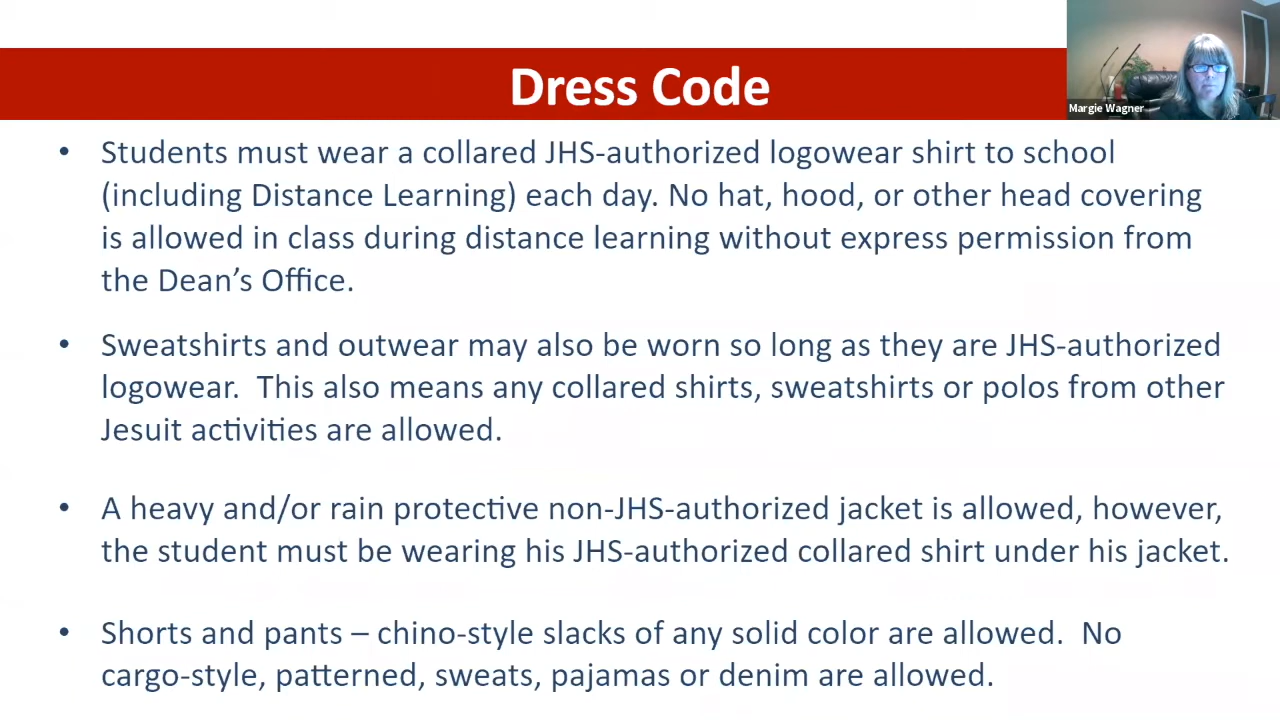 Dress Code
Margie Wagner
• Students must wear a collared JHS-authorized logowear shirt to school
(including Distance Learning) each day. No hat, hood, or other head covering
is allowed in class during distance learning without express permission from
the Dean’s Office.
• Sweatshirts and outwear may also be worn so long as they are JHS-authorized
logowear.  This also means any collared shirts, sweatshirts or polos from other
Jesuit activities are allowed.
• A heavy and/or rain protective non-JHS-authorized jacket is allowed, however,
the student must be wearing his JHS-authorized collared shirt under his jacket.
• Shorts and pants – chino-style slacks of any solid color are allowed.  No
cargo-style, patterned, sweats, pajamas or denim are allowed.